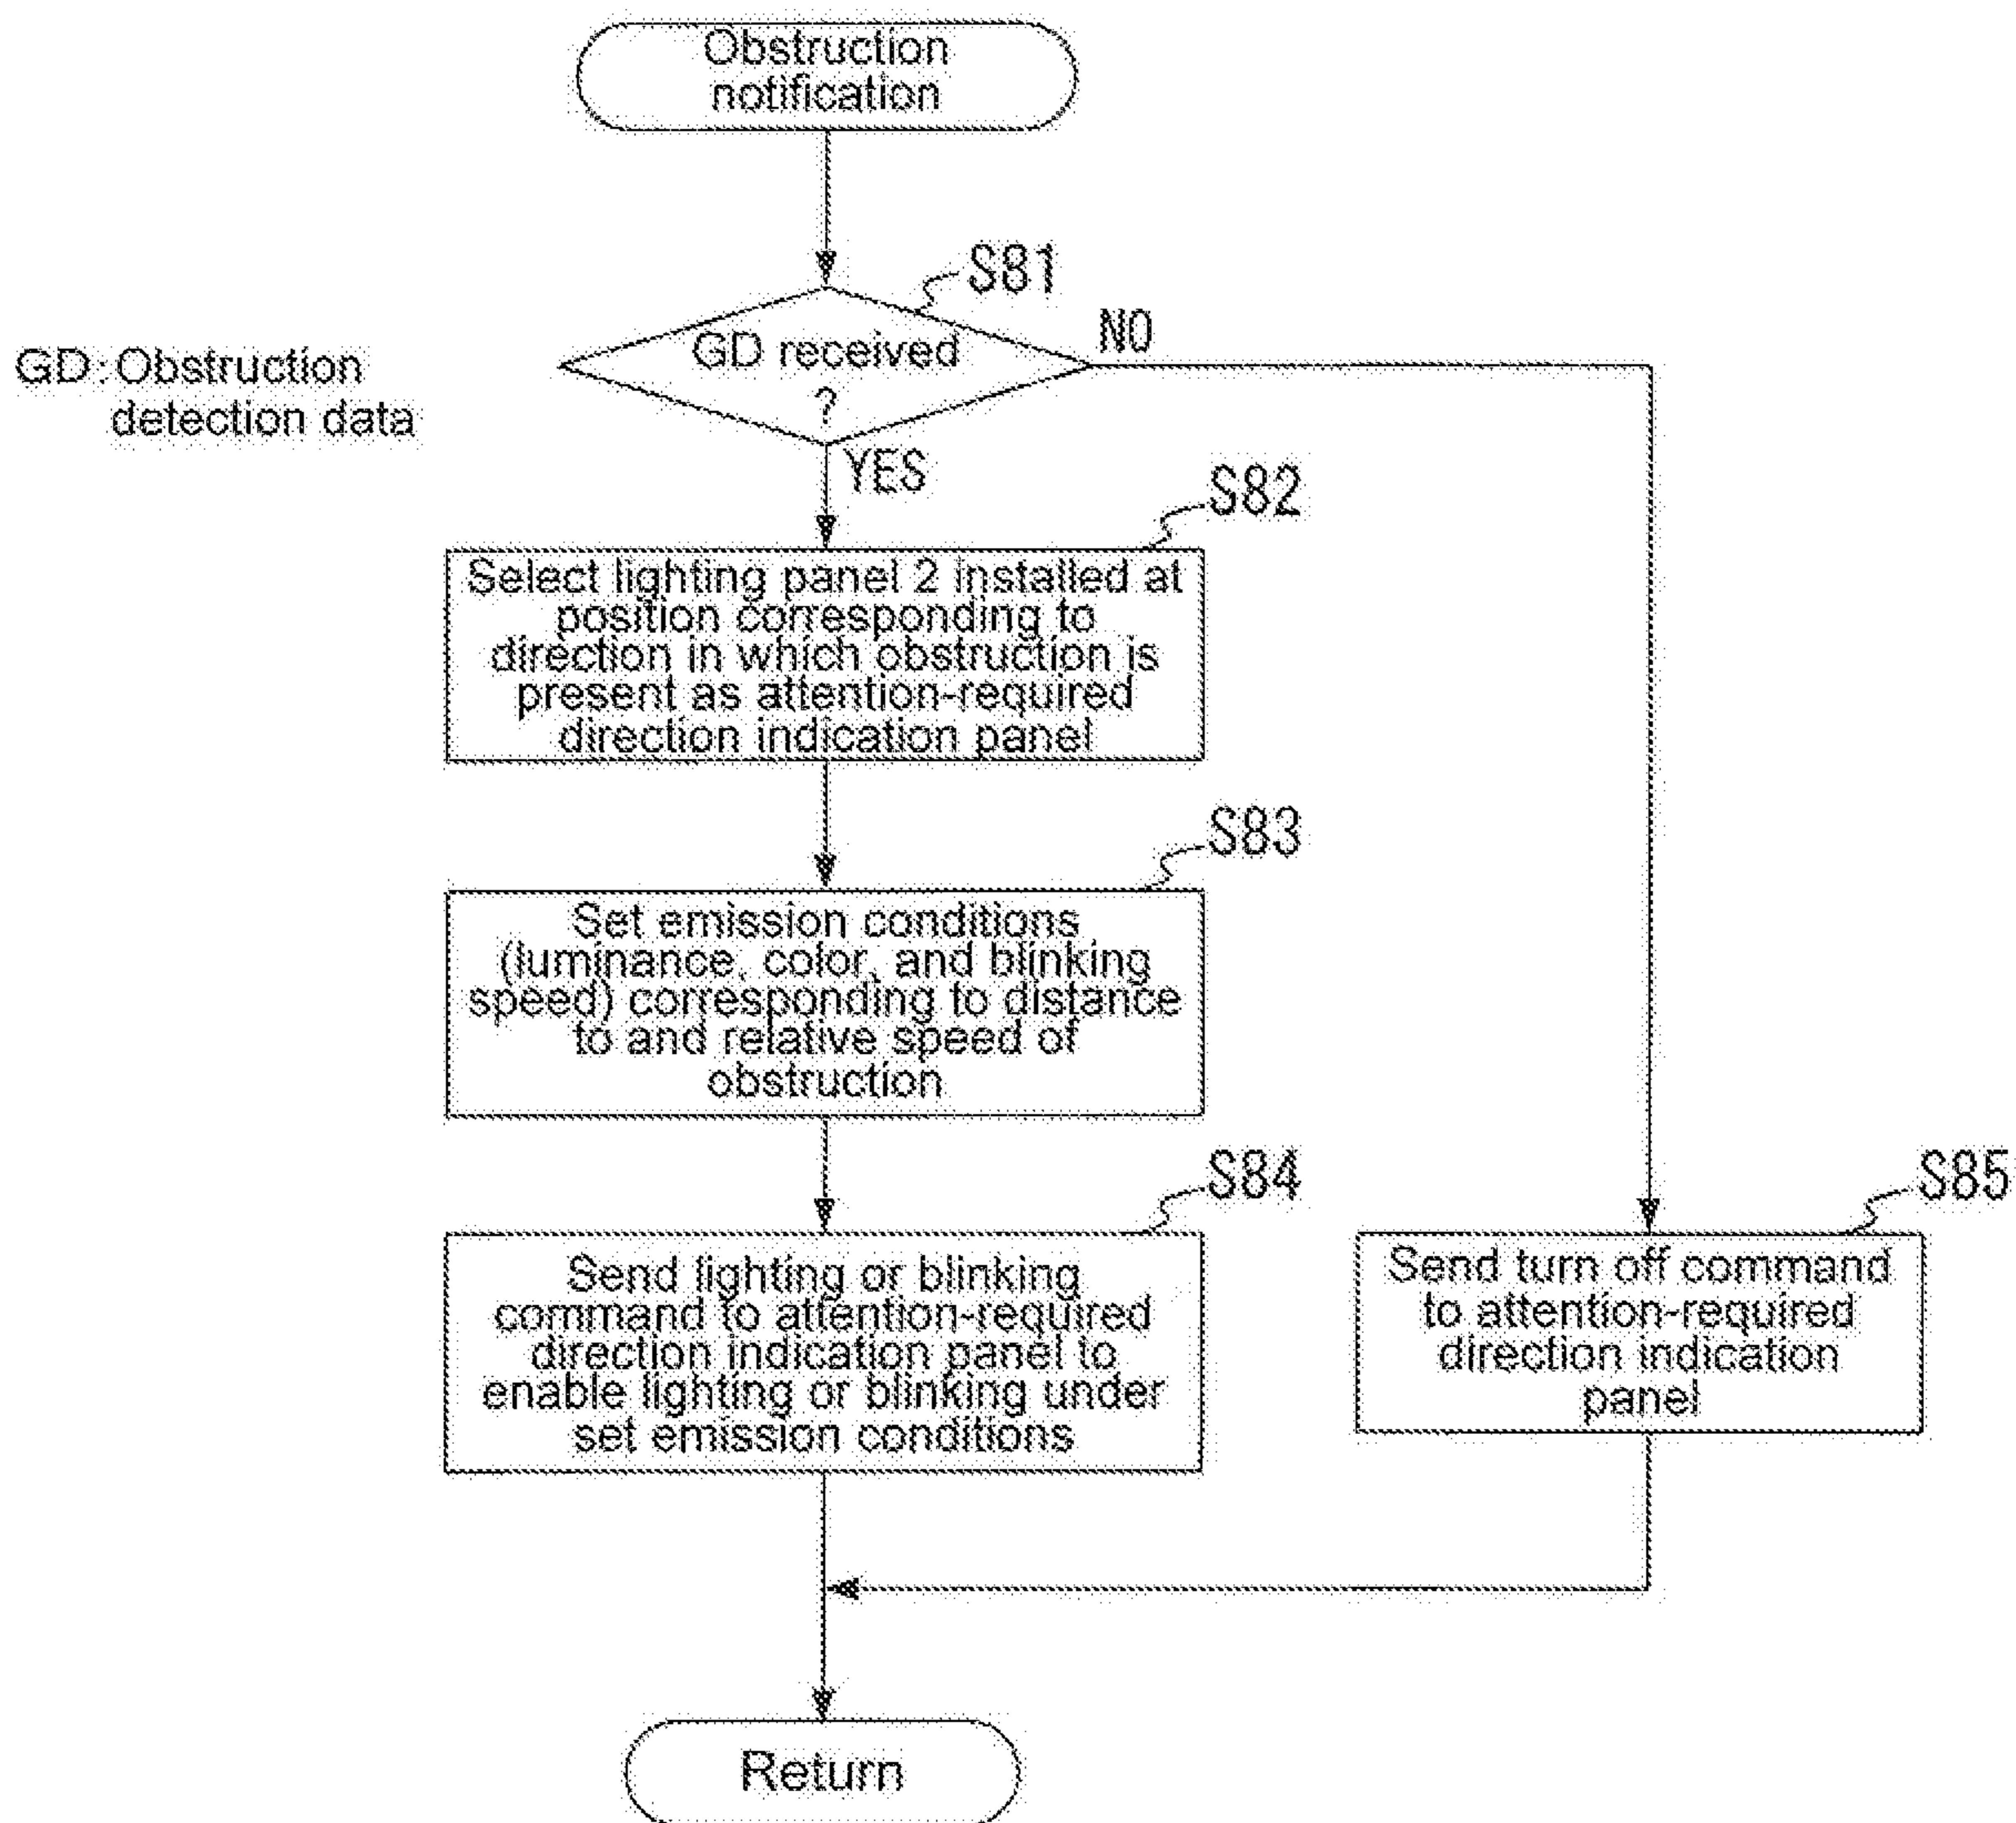 Obstruction
notification
S81
GD received
?
NO
GD:Obstruction
detection data
YES
S82
Select lighting panel 2 installed at
position corresponding to
direction in which obstruction is
present as attention-required
direction indication panel
S83
Set emission conditions
(luminance, color, and blinking
speed) corresponding to distance
to and relative speed of
obstruction
S84
Send lighting or blinking
command to attention-required
direction indication panel to
enable lighting or blinking under
set emission conditions
S85
Send turn off command
to attention-required
direction indication
panel
Return